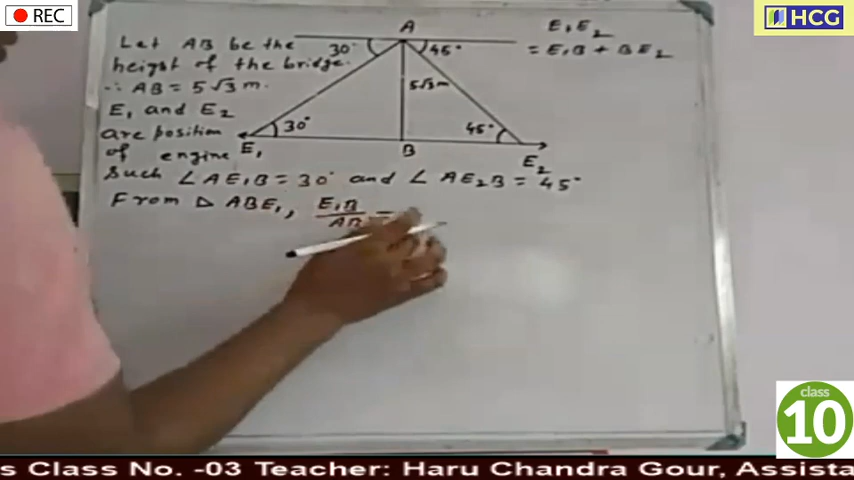 REC
HCG
A
E₁E₂
= E₁B + BE₂
Let AB be the
heigst of the bridge.
∴ AB = 5√3 m.
E₁ and E₂
are position
of engine
30°
45°
5√3m
30°
45°
E₁
B
E₂
Such ∠AE₁B = 30° and ∠AE₂B = 45°
From △ABE₁, E₁B/AB =
class
10
s Class No. -03 Teacher: Haru Chandra Gour, Assista